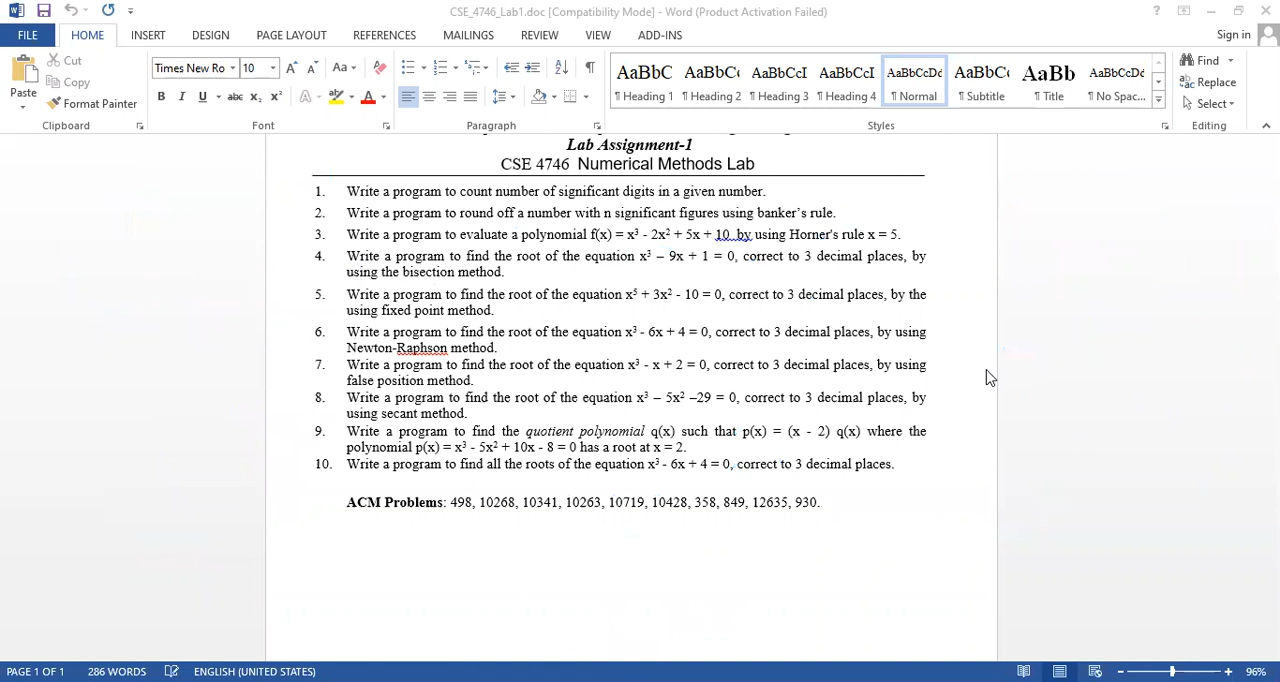 CSE_4746_Lab1.doc [Compatibility Mode] - Word (Product Activation Failed)
FILE HOME INSERT DESIGN PAGE LAYOUT REFERENCES MAILINGS REVIEW VIEW ADD-INS Sign in
Paste Cut Copy Format Painter
Times New Ro 10
AaBbC AaBbC AaBbCcI AaBbCcI AaBbCcDd AaBbC AaBb AaBbCcDd
Heading 1 Heading 2 Heading 3 Heading 4 ¶ Normal Subtitle Title ¶ No Spac...
Find Replace Select
Clipboard Font Paragraph Styles Editing
Lab Assignment-1
CSE 4746 Numerical Methods Lab
1. Write a program to count number of significant digits in a given number.
2. Write a program to round off a number with n significant figures using banker's rule.
3. Write a program to evaluate a polynomial f(x) = x³ - 2x² + 5x + 10 by using Horner's rule x = 5.
4. Write a program to find the root of the equation x³ – 9x + 1 = 0, correct to 3 decimal places, by
using the bisection method.
5. Write a program to find the root of the equation x⁵ + 3x² - 10 = 0, correct to 3 decimal places, by the
using fixed point method.
6. Write a program to find the root of the equation x³ - 6x + 4 = 0, correct to 3 decimal places, by using
Newton-Raphson method.
7. Write a program to find the root of the equation x³ - x + 2 = 0, correct to 3 decimal places, by using
false position method.
8. Write a program to find the root of the equation x³ – 5x² –29 = 0, correct to 3 decimal places, by
using secant method.
9. Write a program to find the quotient polynomial q(x) such that p(x) = (x - 2) q(x) where the
polynomial p(x) = x³ - 5x² + 10x - 8 = 0 has a root at x = 2.
10. Write a program to find all the roots of the equation x³ - 6x + 4 = 0, correct to 3 decimal places.
ACM Problems: 498, 10268, 10341, 10263, 10719, 10428, 358, 849, 12635, 930.
PAGE 1 OF 1 286 WORDS ENGLISH (UNITED STATES) 96%